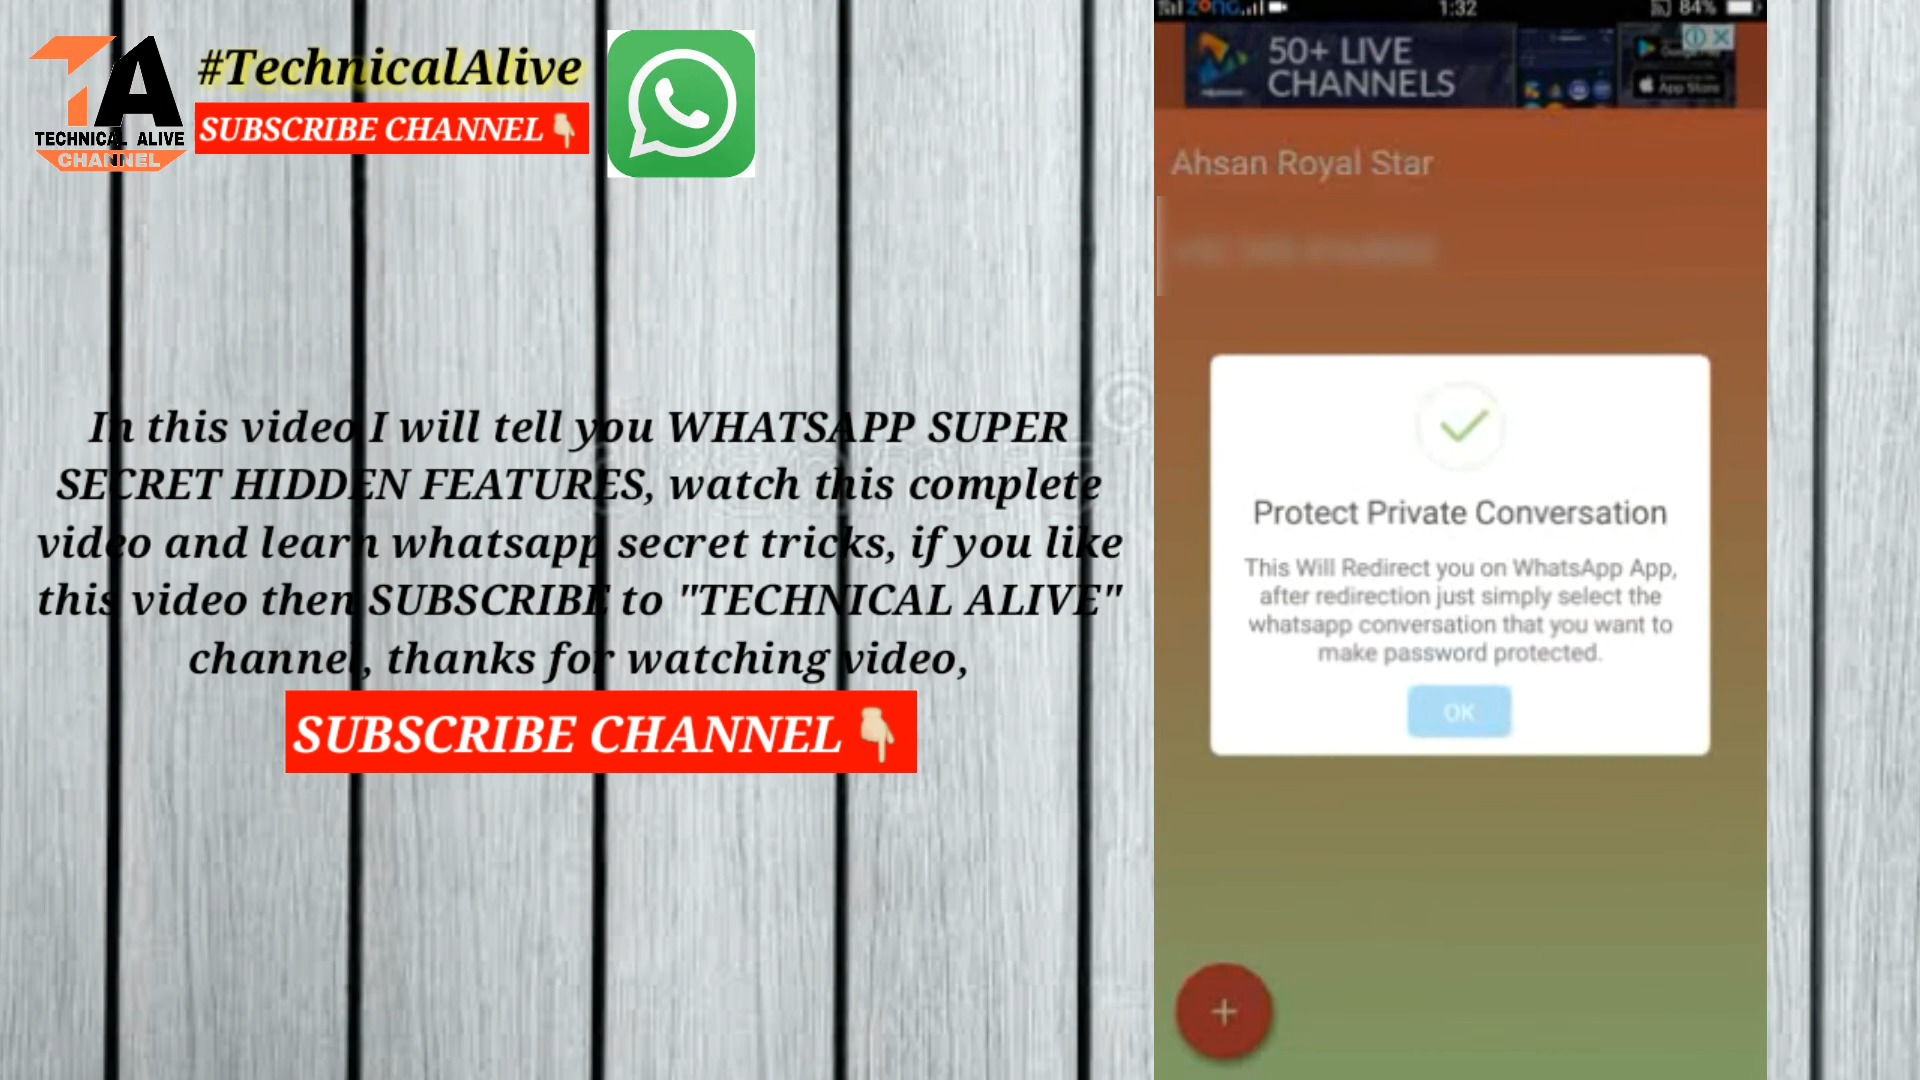 TA
TECHNICAL ALIVE
CHANNEL
#TechnicalAlive
SUBSCRIBE CHANNEL👇🏼
In this video I will tell you WHATSAPP SUPER
SECRET HIDDEN FEATURES, watch this complete
video and learn whatsapp secret tricks, if you like
this video then SUBSCRIBE to "TECHNICAL ALIVE"
channel, thanks for watching video,
SUBSCRIBE CHANNEL👇🏼
zong 1:32 84%
50+ LIVE
CHANNELS
App Store
Ahsan Royal Star
Protect Private Conversation
This Will Redirect you on WhatsApp App,
after redirection just simply select the
whatsapp conversation that you want to
make password protected.
OK
+